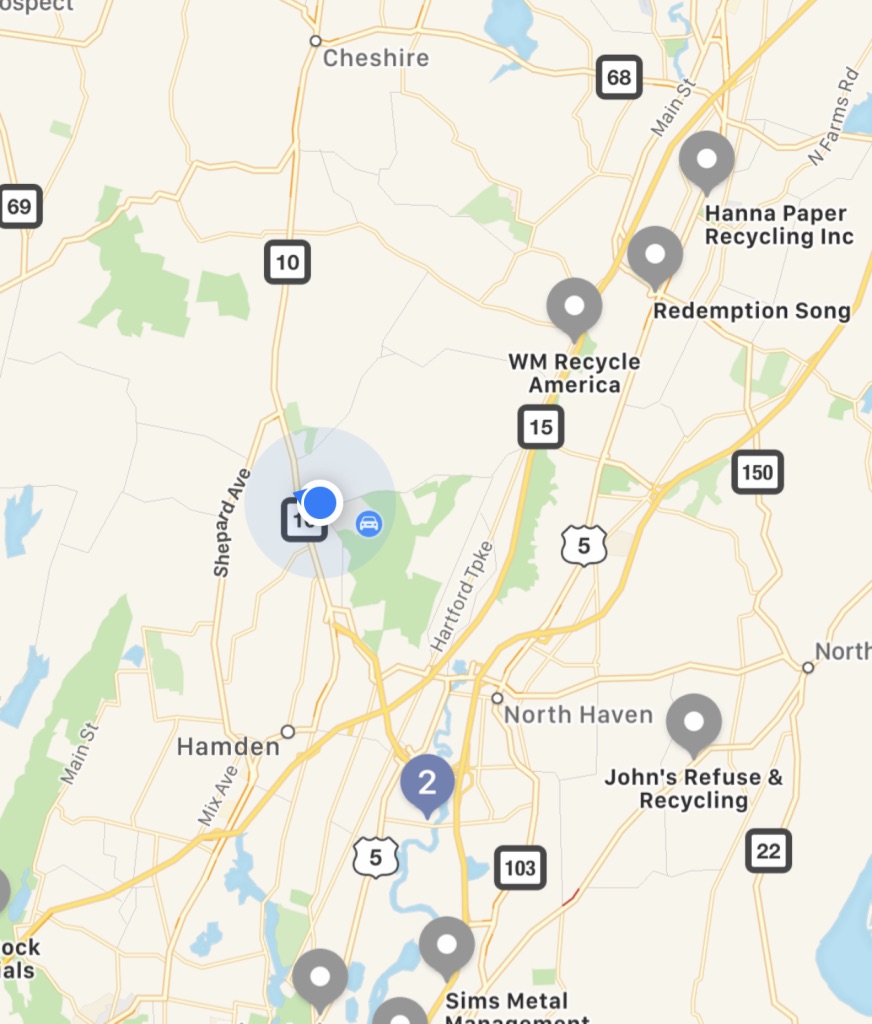 ospect
Cheshire
68
Main St
N Farms Rd
69
Hanna Paper
Recycling Inc
10
Redemption Song
WM Recycle
America
15
150
Shepard Ave
10
5
Hartford Tpke
North
North Haven
Hamden
Main St
Mix Ave
2
John's Refuse &
Recycling
5
103
22
ock
ials
Sims Metal
Management